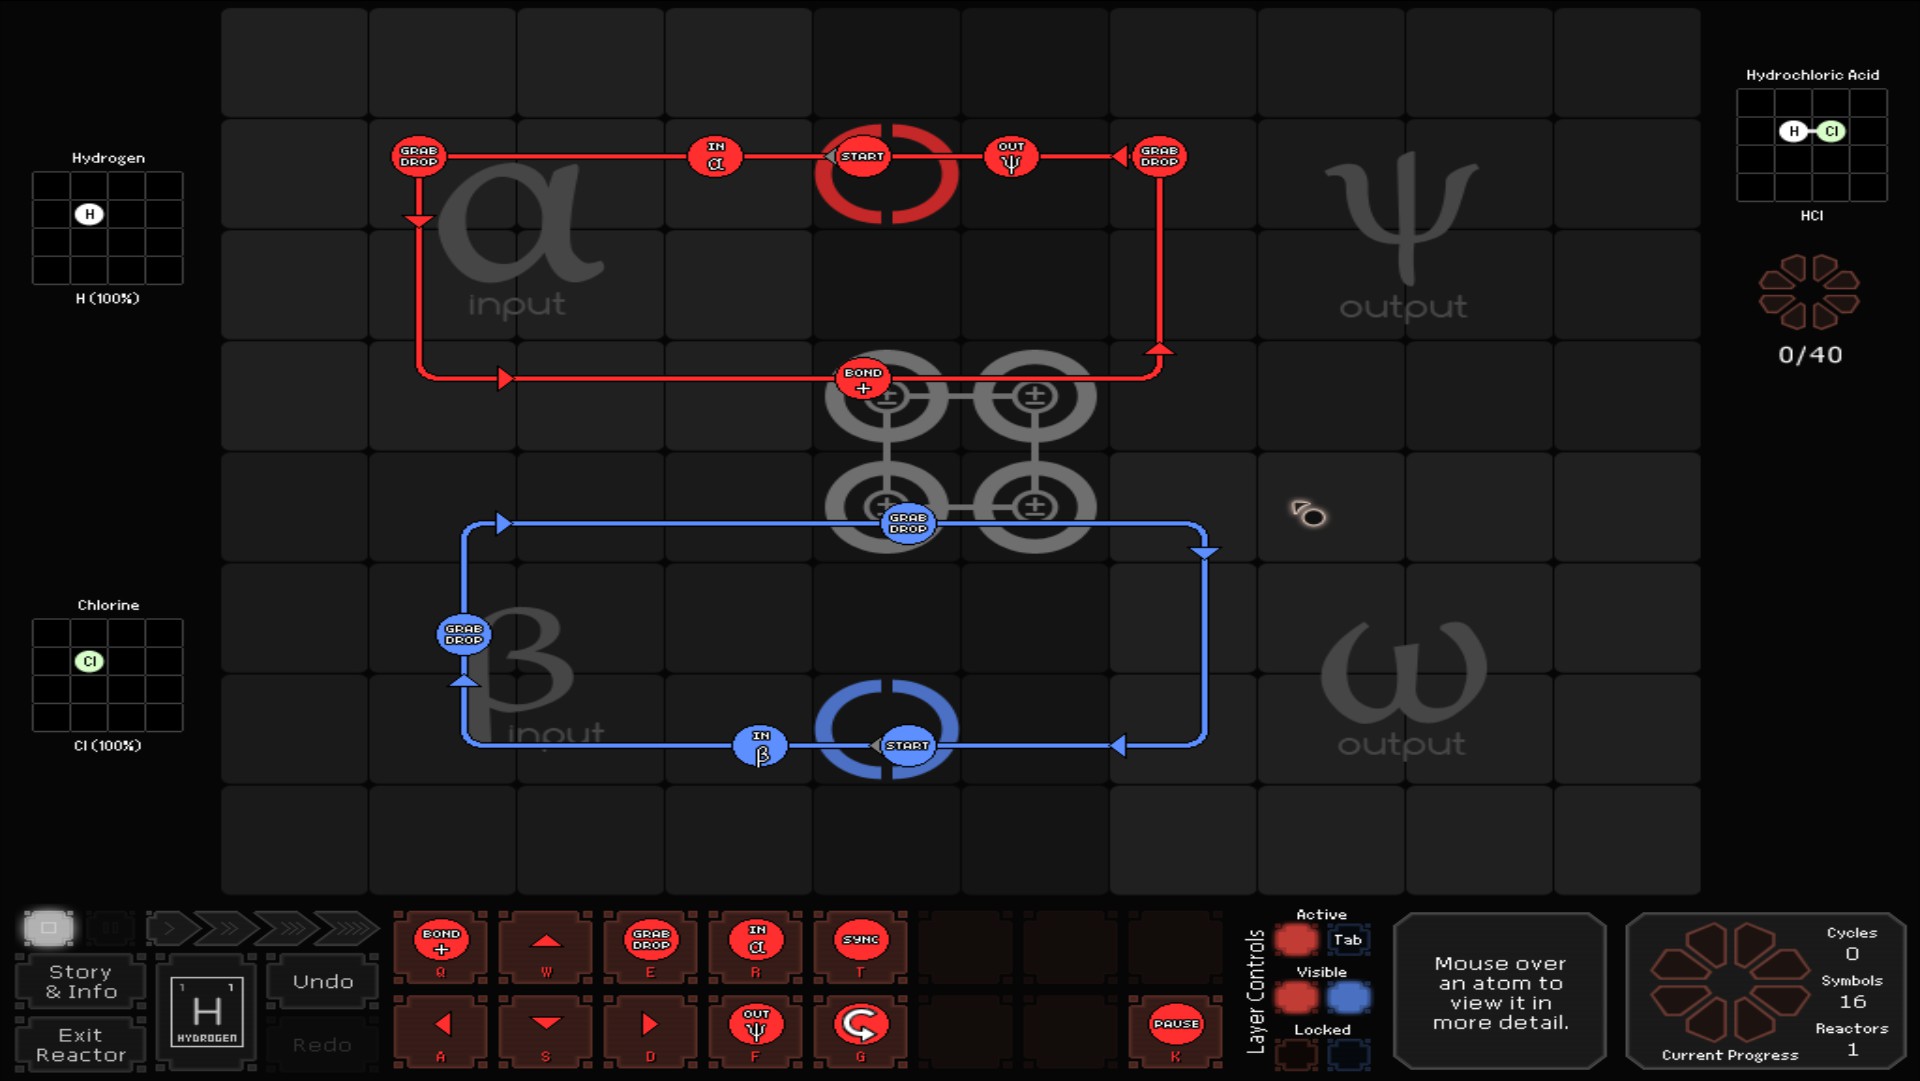 Hydrogen
H
H (100%)
Chlorine
Cl
Cl (100%)
GRAB
DROP
IN
α
START
OUT
ψ
GRAB
DROP
α
input
ψ
output
BOND
+
±
±
±
±
GRAB
DROP
GRAB
DROP
β
input
IN
β
START
ω
output
Hydrochloric Acid
H Cl
HCl
0/40
Story
& Info
Exit
Reactor
1 1
H
HYDROGEN
Undo
Redo
BOND
+
Q
W
GRAB
DROP
E
IN
α
R
SYNC
T
A
S
D
OUT
ψ
F
G
PAUSE
K
Layer Controls
Active
Tab
Visible
Locked
Mouse over
an atom to
view it in
more detail.
Cycles
0
Symbols
16
Reactors
1
Current Progress